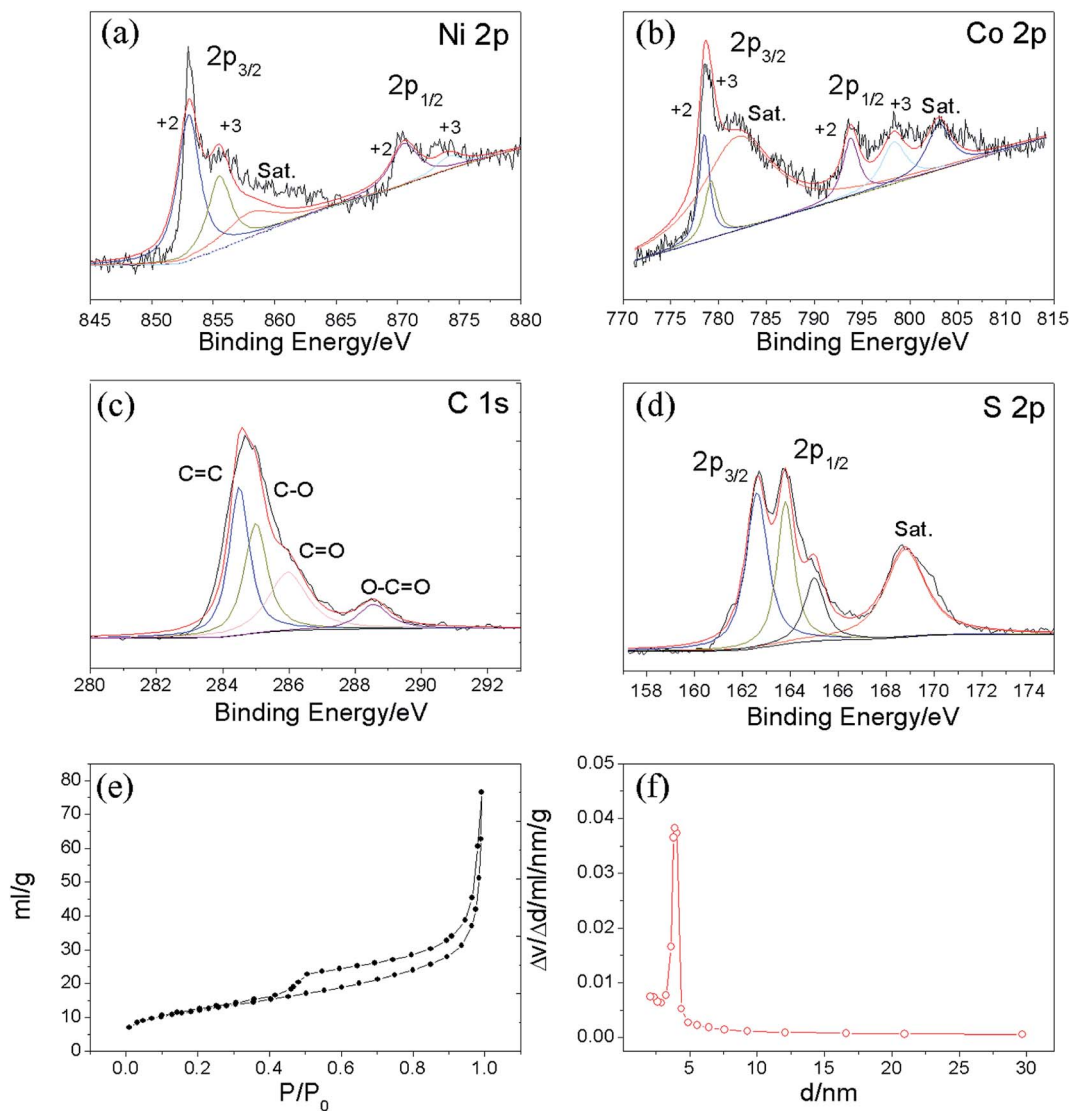 (a) Ni 2p
2p3/2
2p1/2
+2
+3
+3
Sat.
+2
845 850 855 860 865 870 875 880
Binding Energy/eV
(b) Co 2p
2p3/2
+3
Sat.
2p1/2
+3
Sat.
+2
+2
770 775 780 785 790 795 800 805 810 815
Binding Energy/eV
(c) C 1s
C=C
C-O
C=O
O-C=O
280 282 284 286 288 290 292
Binding Energy/eV
(d) S 2p
2p3/2
2p1/2
Sat.
158 160 162 164 166 168 170 172 174
Binding Energy/eV
(e)
80
70
60
50
40
30
20
10
0
ml/g
0.0 0.2 0.4 0.6 0.8 1.0
P/P0
(f)
0.05
0.04
0.03
0.02
0.01
0.00
Δv/Δd/ml/nm/g
5 10 15 20 25 30
d/nm